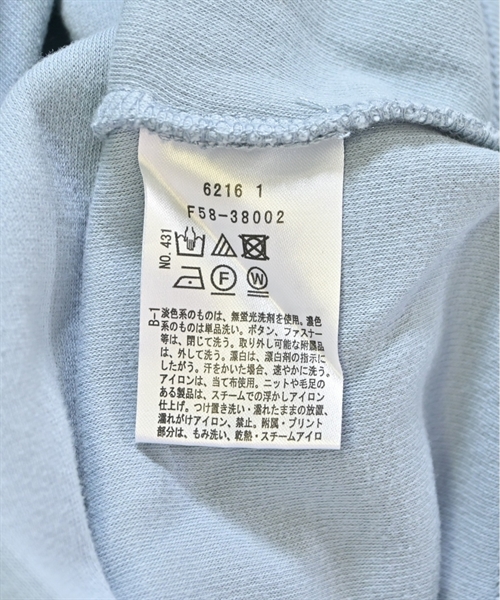 6216 1
F58-38002
NO. 431
F
W
B-1
淡色系のものは、無蛍光洗剤を使用。濃色
系のものは単品洗い。ボタン、ファスナー
等は、閉じて洗う。取り外し可能な附属品
は、外して洗う。漂白は、漂白剤の指示に
したがう。汗をかいた場合、速やかに洗う。
アイロンは、当て布使用。ニットや毛足の
ある製品は、スチームでの浮かしアイロン
仕上げ。つけ置き洗い・濡れたままの放置、
濡れがけアイロン、禁止。附属・プリント
部分は、もみ洗い、乾熱・スチームアイロ